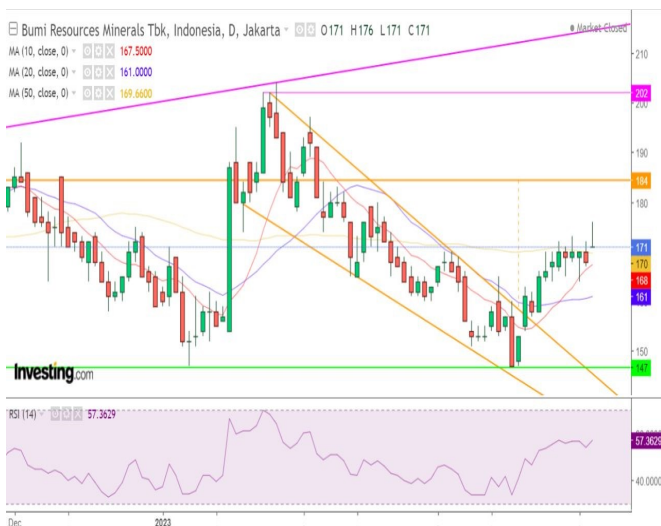 Bumi Resources Minerals Tbk, Indonesia, D, Jakarta O171 H176 L171 C171
Market Closed
MA (10, close, 0) 167.5000
MA (20, close, 0) 161.0000
MA (50, close, 0) 169.6600
210
202
200
190
184
180
171
170
168
161
150
147
Investing.com
RSI (14) 57.3629
57.3629
40.0000
Dec
2023